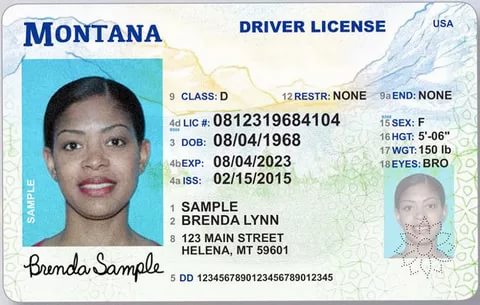 MONTANA DRIVER LICENSE USA
9 CLASS: D 12 RESTR: NONE 9a END: NONE
4d LIC #: 0812319684104 15 SEX: F
3 DOB: 08/04/1968 16 HGT: 5'-06"
17 WGT: 150 lb
4b EXP: 08/04/2023 18 EYES: BRO
4a ISS: 02/15/2015
SAMPLE
1 SAMPLE
2 BRENDA LYNN
8 123 MAIN STREET
HELENA, MT 59601
Brenda Sample
5 DD 1234567890123456789012345